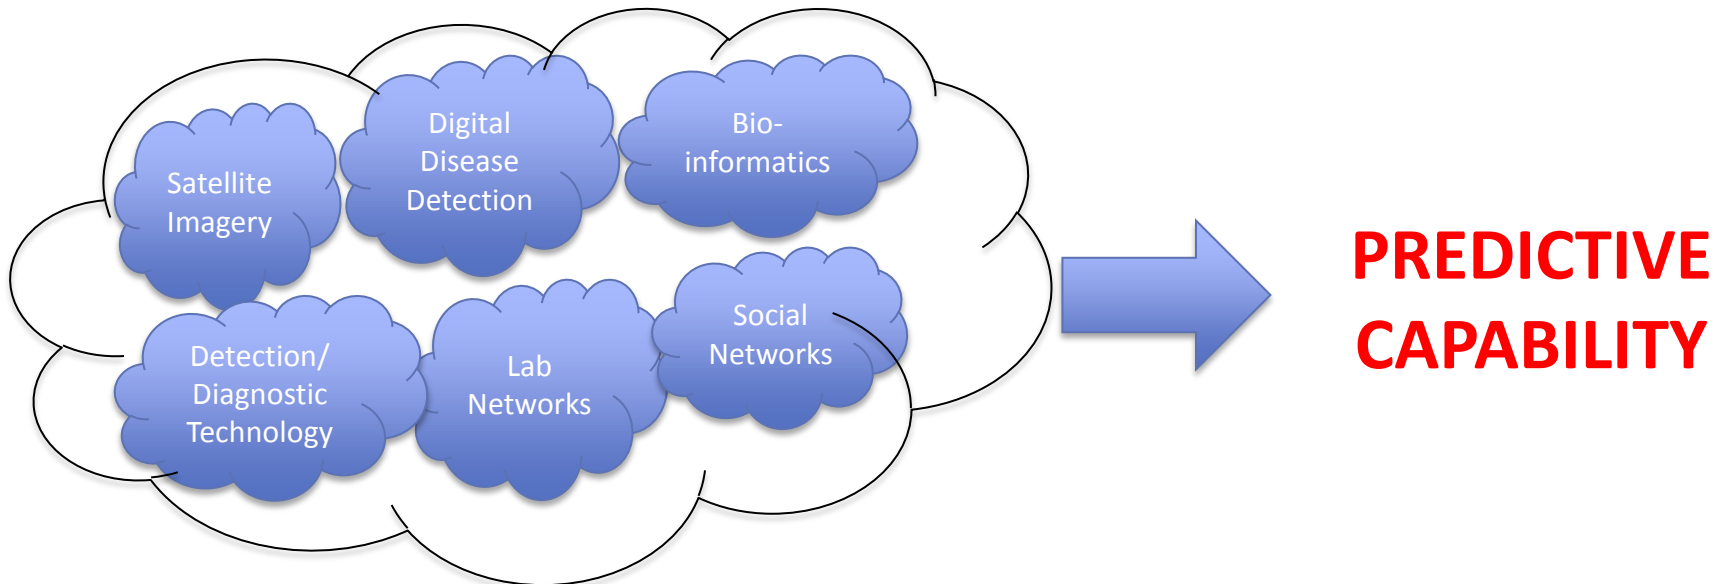 Satellite
Imagery
Digital
Disease
Detection
Bio-
informatics
Detection/
Diagnostic
Technology
Lab
Networks
Social
Networks
PREDICTIVE
CAPABILITY